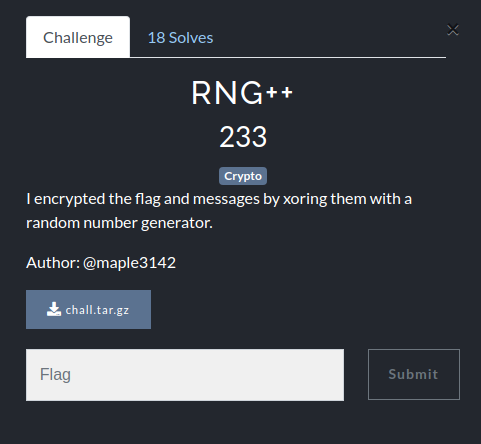 Challenge
18 Solves
×
RNG++
233
Crypto
I encrypted the flag and messages by xoring them with a
random number generator.
Author: @maple3142
chall.tar.gz
Flag
Submit